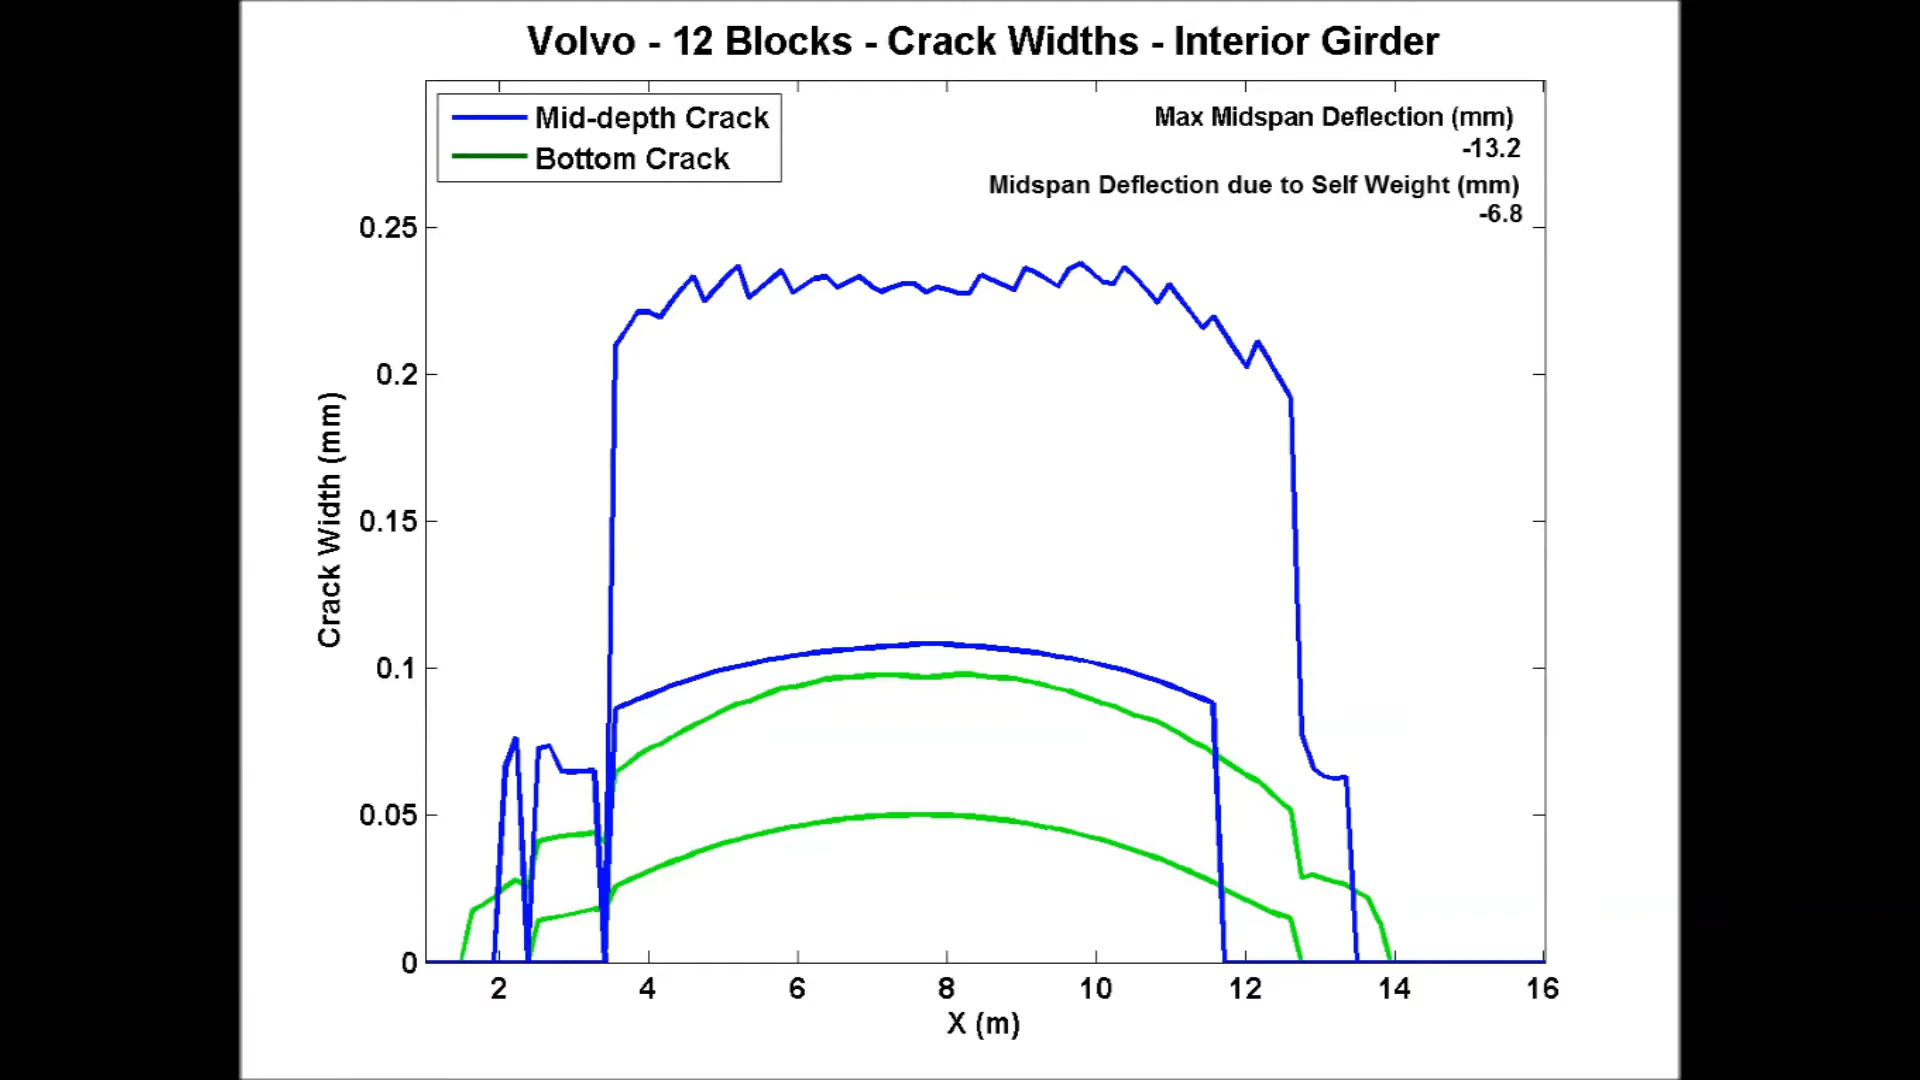 Volvo - 12 Blocks - Crack Widths - Interior Girder
Mid-depth Crack
Bottom Crack
Max Midspan Deflection (mm)
-13.2
Midspan Deflection due to Self Weight (mm)
-6.8
0.25
0.2
0.15
0.1
0.05
0
Crack Width (mm)
2 4 6 8 10 12 14 16
X (m)